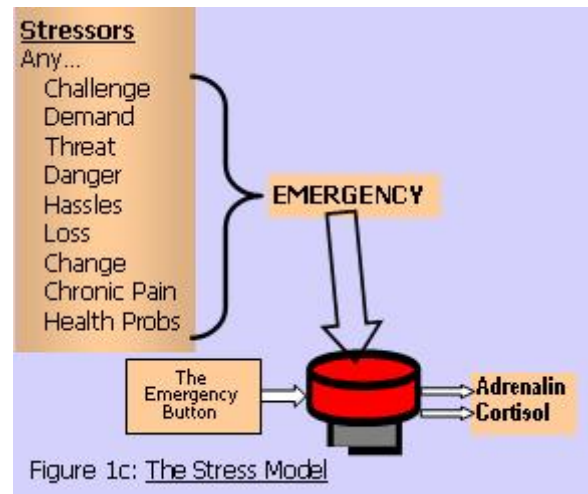 Stressors
Any...
Challenge
Demand
Threat
Danger
Hassles
Loss
Change
Chronic Pain
Health Probs
EMERGENCY
The
Emergency
Button
Adrenalin
Cortisol
Figure 1c: The Stress Model